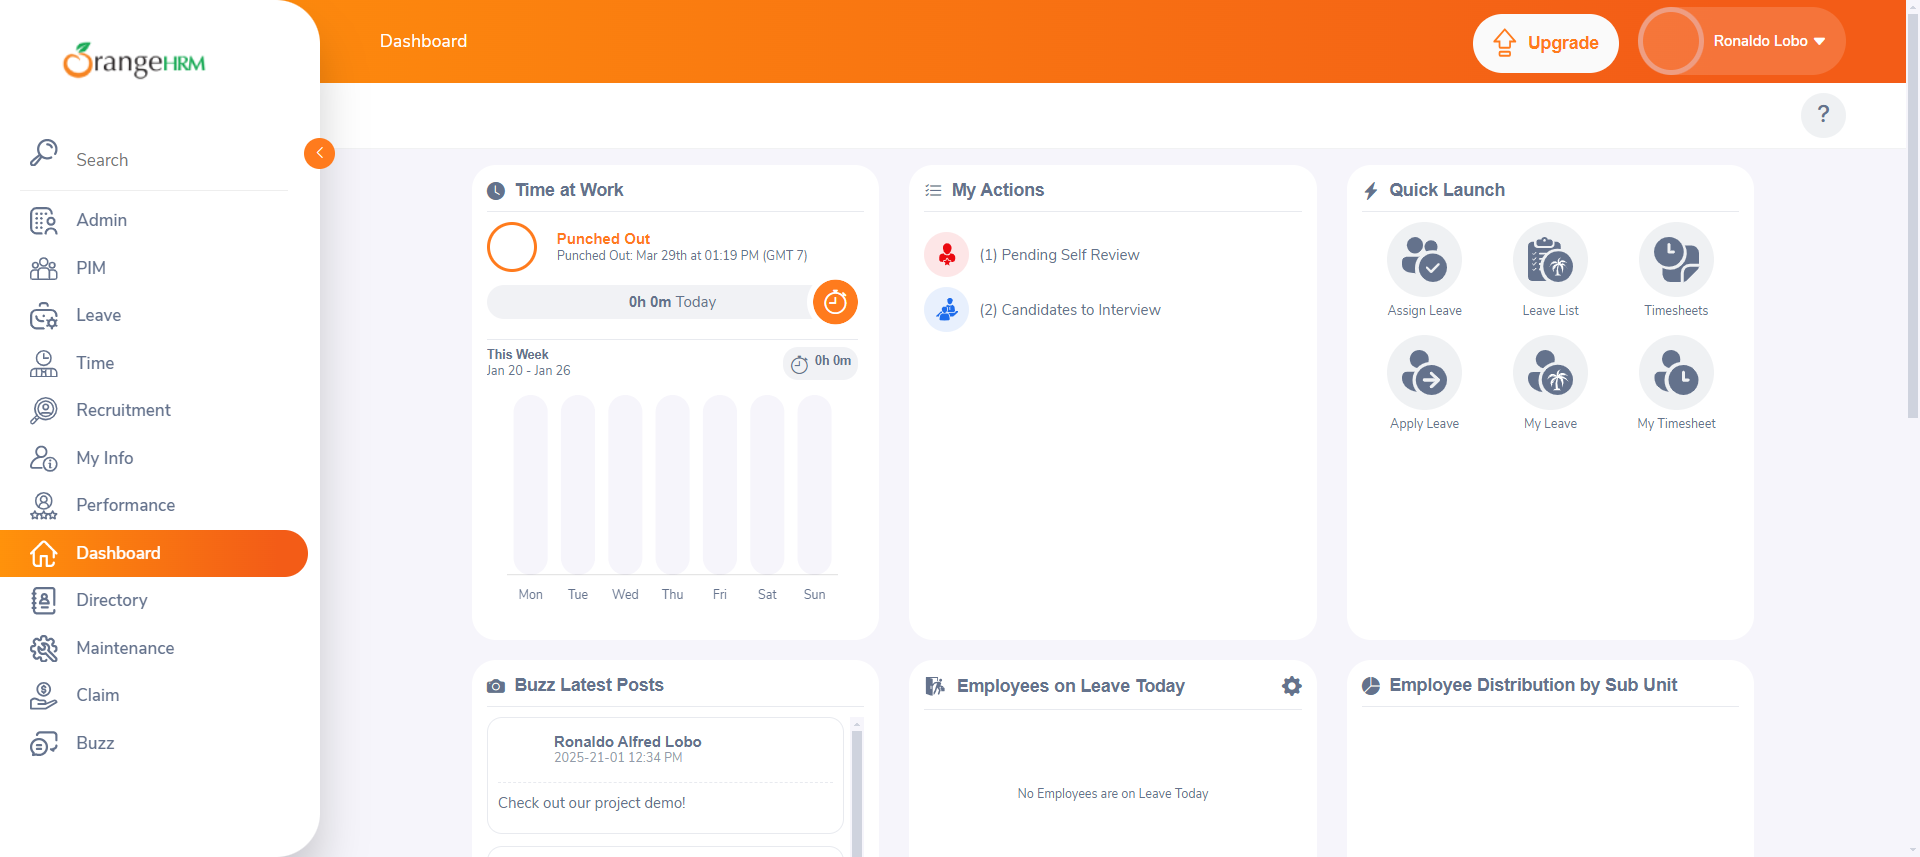 OrangeHRM
Search
Admin
PIM
Leave
Time
Recruitment
My Info
Performance
Dashboard
Directory
Maintenance
Claim
Buzz
Dashboard
Upgrade
Ronaldo Lobo
?
Time at Work
Punched Out
Punched Out: Mar 29th at 01:19 PM (GMT 7)
0h 0m Today
This Week
Jan 20 - Jan 26
0h 0m
Mon Tue Wed Thu Fri Sat Sun
My Actions
(1) Pending Self Review
(2) Candidates to Interview
Quick Launch
Assign Leave
Leave List
Timesheets
Apply Leave
My Leave
My Timesheet
Buzz Latest Posts
Ronaldo Alfred Lobo
2025-21-01 12:34 PM
Check out our project demo!
Employees on Leave Today
No Employees are on Leave Today
Employee Distribution by Sub Unit